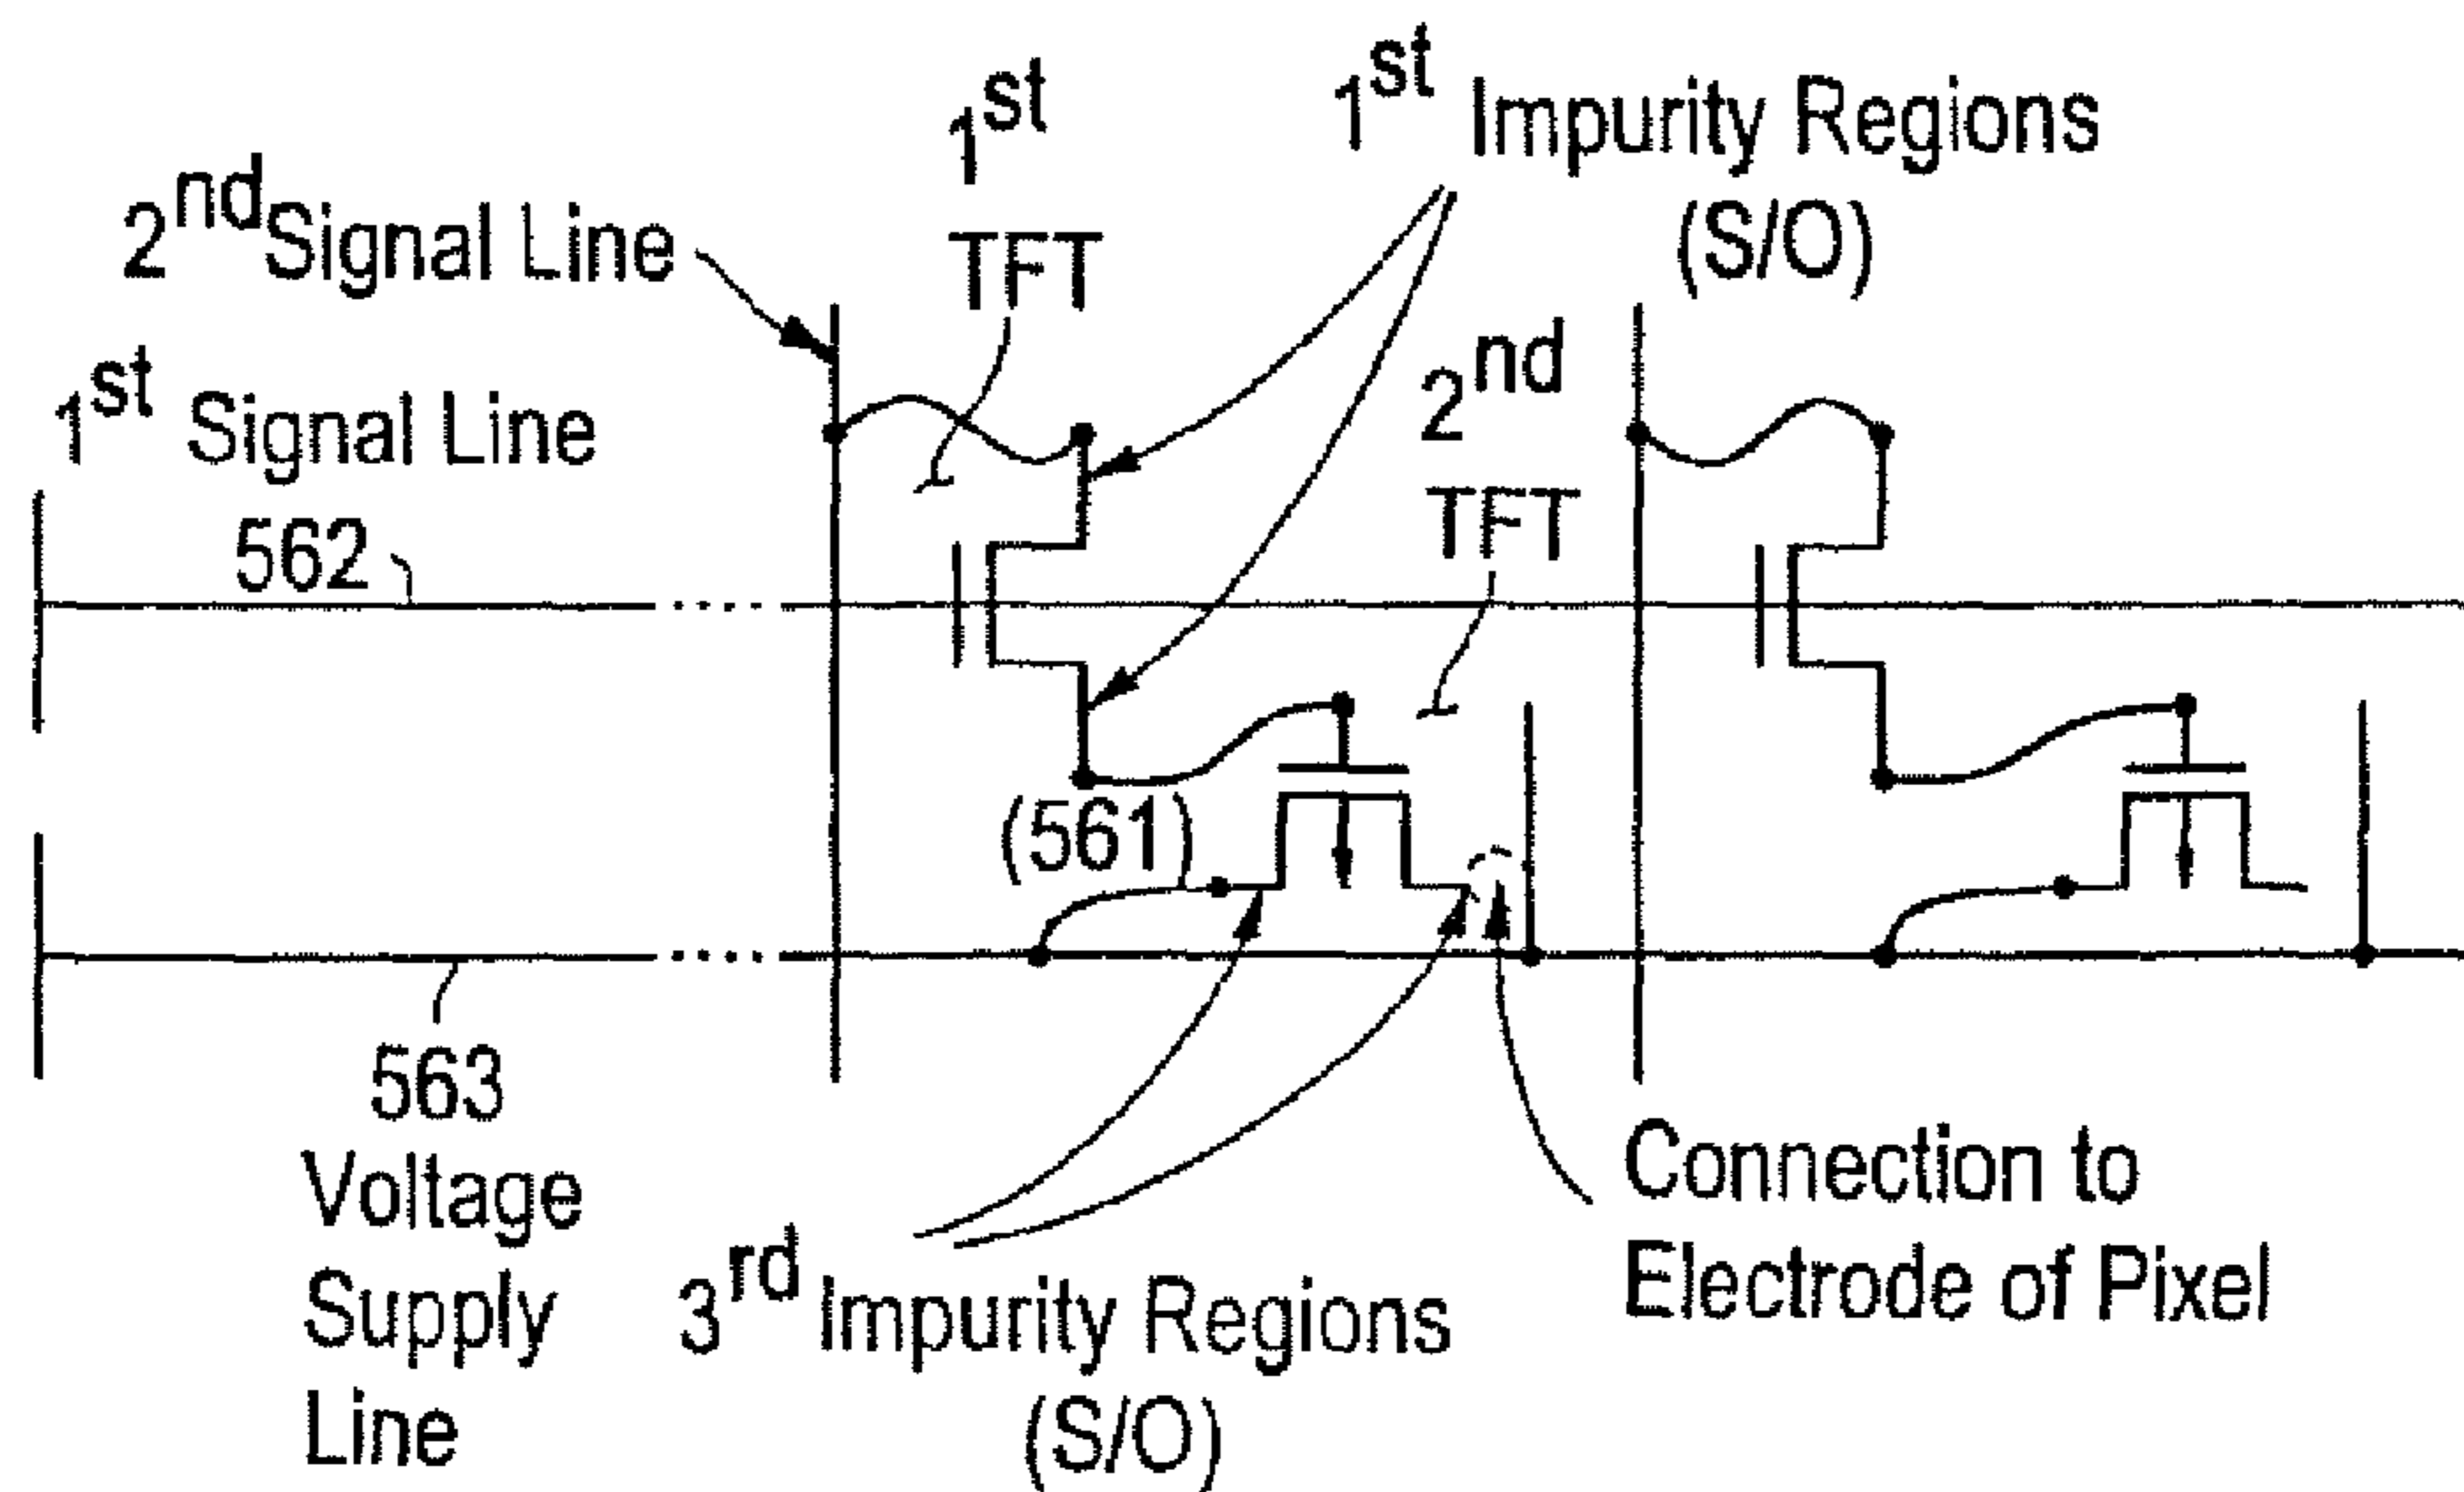 1st
TFT
1st Impurity Regions
(S/O)
2nd Signal Line
1st Signal Line
562
2nd
TFT
(561)
563
Voltage
Supply
Line
3rd Impurity Regions
(S/O)
Connection to
Electrode of Pixel